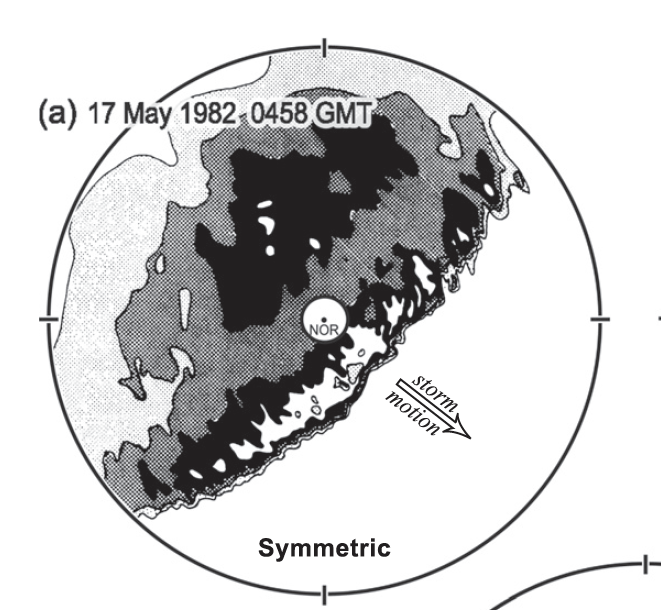 (a) 17 May 1982 0458 GMT
NOR
storm
motion
Symmetric